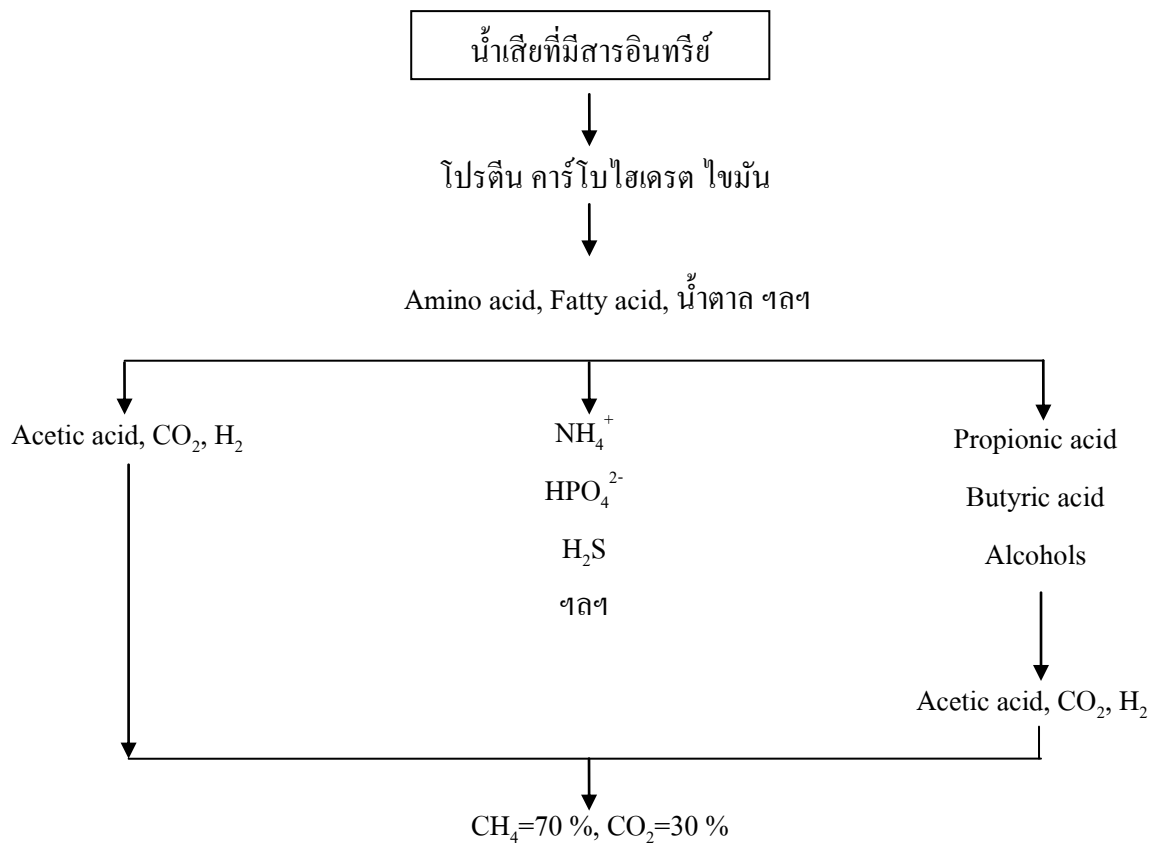 น้ำเสียที่มีสารอินทรีย์
โปรตีน คาร์โบไฮเดรต ไขมัน
Amino acid, Fatty acid, น้ำตาล ฯลฯ
Acetic acid, CO₂, H₂
NH₄⁺
HPO₄²⁻
H₂S
ฯลฯ
Propionic acid
Butyric acid
Alcohols
Acetic acid, CO₂, H₂
CH₄=70 %, CO₂=30 %